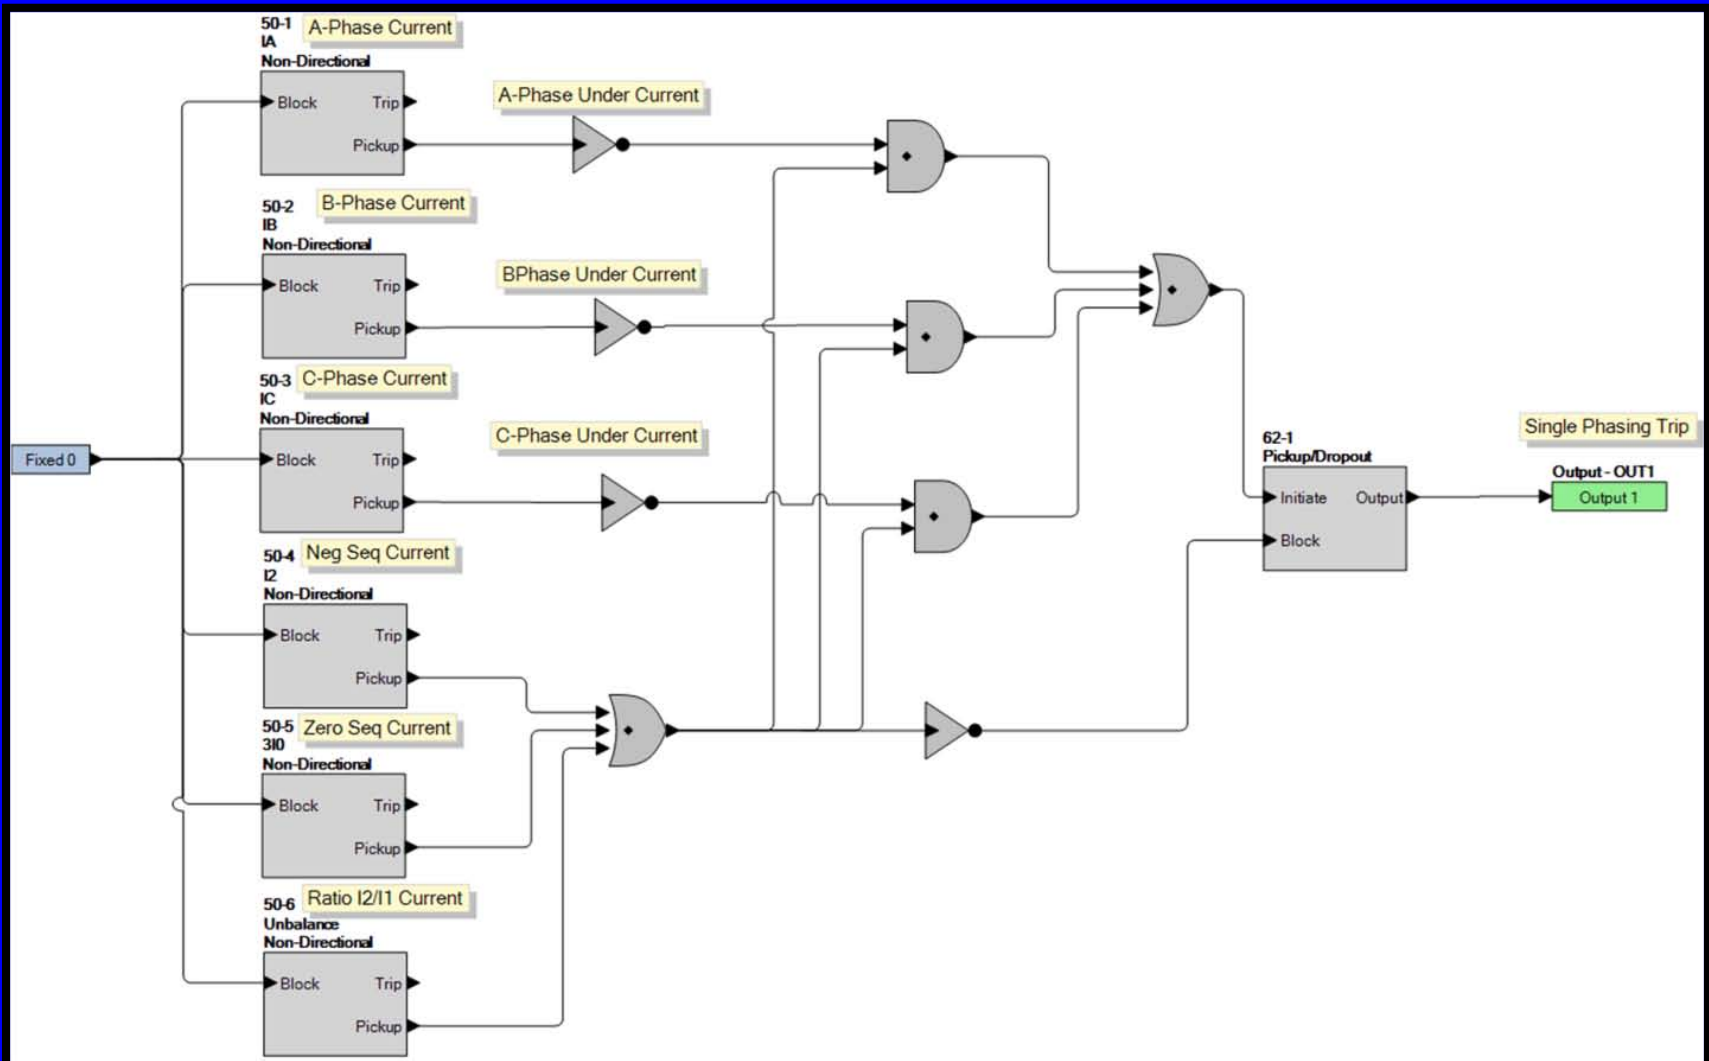 50-1
A-Phase Current
IA
Non-Directional
Block
Trip
Pickup
A-Phase Under Current
50-2
B-Phase Current
IB
Non-Directional
Block
Trip
Pickup
BPhase Under Current
50-3
C-Phase Current
IC
Non-Directional
Block
Trip
Pickup
C-Phase Under Current
Fixed 0
50-4
Neg Seq Current
I2
Non-Directional
Block
Trip
Pickup
50-5
Zero Seq Current
3I0
Non-Directional
Block
Trip
Pickup
50-6
Ratio I2/I1 Current
Unbalance
Non-Directional
Block
Trip
Pickup
62-1
Pickup/Dropout
Initiate
Output
Block
Single Phasing Trip
Output - OUT1
Output 1